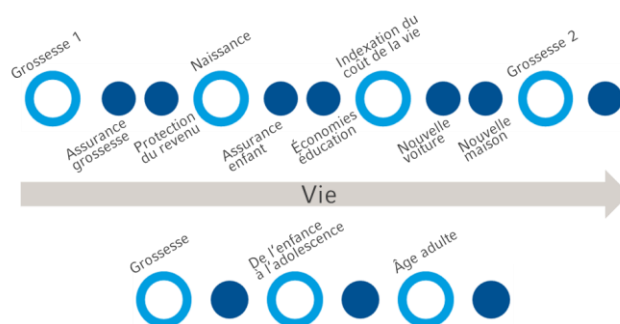 Grossesse 1
Naissance
Indexation du
coût de la vie
Grossesse 2
Assurance
grossesse
Protection
du revenu
Assurance
enfant
Économies
éducation
Nouvelle
voiture
Nouvelle
maison
Vie
Grossesse
De l'enfance
à l'adolescence
Âge adulte